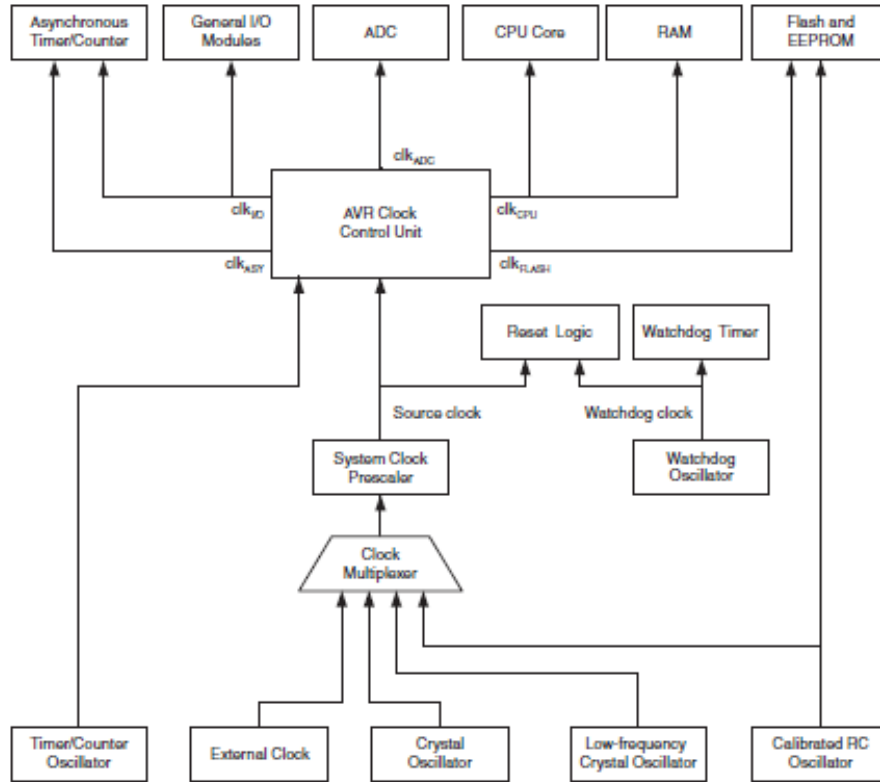 Asynchronous
Timer/Counter
General I/O
Modules
ADC
CPU Core
RAM
Flash and
EEPROM
clkADC
clkI/O
AVR Clock
Control Unit
clkCPU
clkASY
clkFLASH
Reset Logic
Watchdog Timer
Source clock
Watchdog clock
System Clock
Prescaler
Watchdog
Oscillator
Clock
Multiplexer
Timer/Counter
Oscillator
External Clock
Crystal
Oscillator
Low-frequency
Crystal Oscillator
Calibrated RC
Oscillator